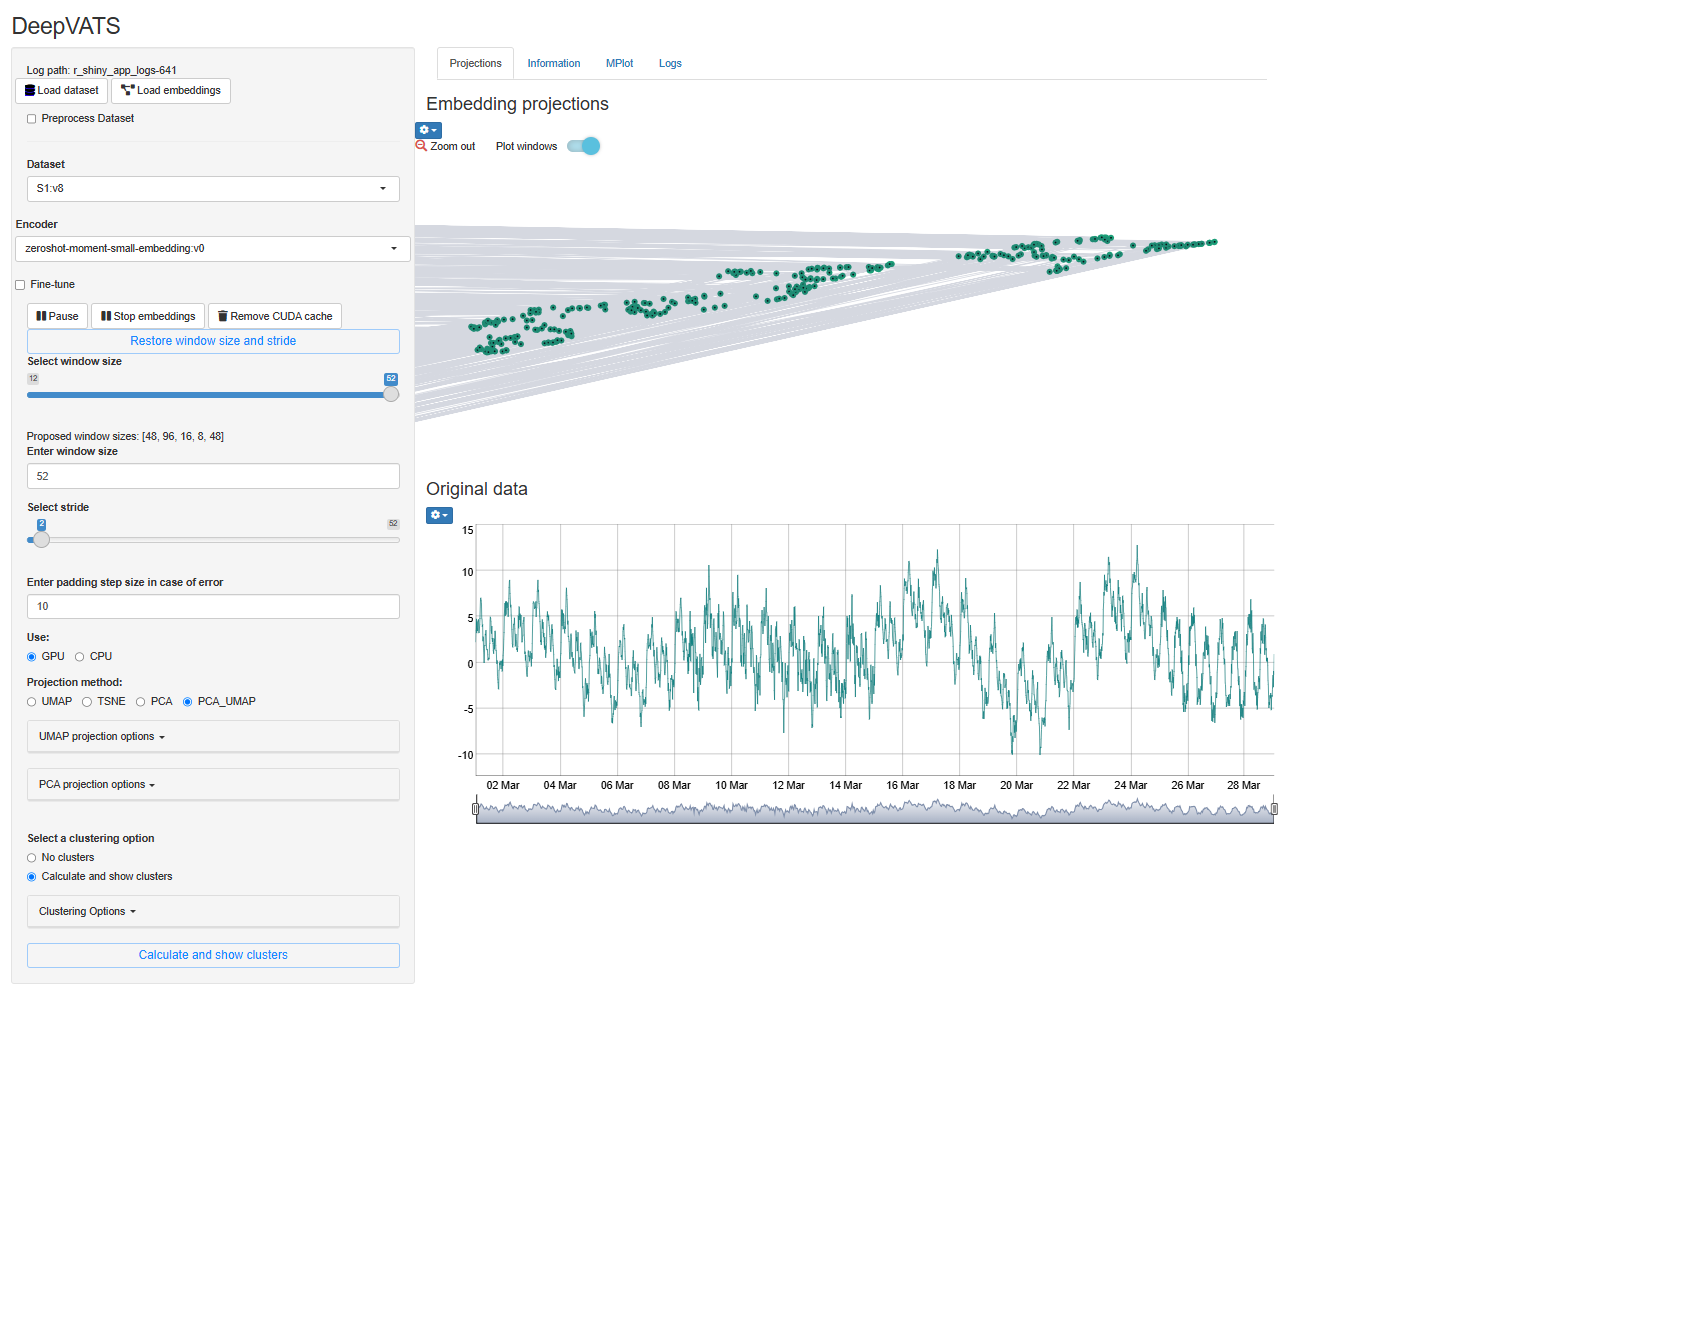 DeepVATS
Log path: r_shiny_app_logs-641
Load dataset
Load embeddings
Preprocess Dataset
Dataset
S1:v8
Encoder
zeroshot-moment-small-embedding:v0
Fine-tune
Pause
Stop embeddings
Remove CUDA cache
Restore window size and stride
Select window size
12
52
Proposed window sizes: [48, 96, 16, 8, 48]
Enter window size
52
Select stride
2
52
Enter padding step size in case of error
10
Use:
GPU CPU
Projection method:
UMAP TSNE PCA PCA_UMAP
UMAP projection options
PCA projection options
Select a clustering option
No clusters
Calculate and show clusters
Clustering Options
Calculate and show clusters
Projections Information MPlot Logs
Embedding projections
Zoom out Plot windows
Original data
15
10
5
0
-5
-10
02 Mar 04 Mar 06 Mar 08 Mar 10 Mar 12 Mar 14 Mar 16 Mar 18 Mar 20 Mar 22 Mar 24 Mar 26 Mar 28 Mar